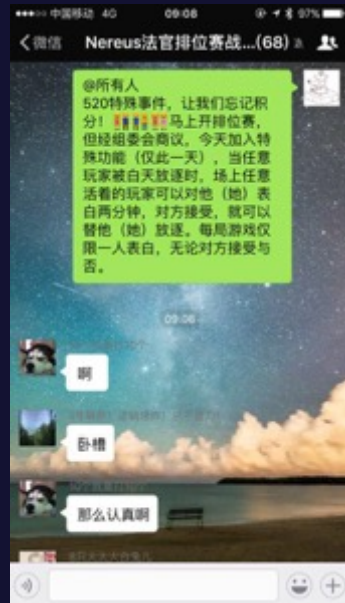 中国移动 4G
09:08
97%
微信
Nereus法官排位赛战...(68)
@所有人
520特殊事件，让我们忘记积
分！马上开排位赛，
但经组委会商议，今天加入特
殊功能（仅此一天），当任意
玩家被白天放逐时，场上任意
活着的玩家可以对他（她）表
白两分钟，对方接受，就可以
替他（她）放逐。每局游戏仅
限一人表白，无论对方接受与
否。
09:08
啊
卧槽
那么认真啊